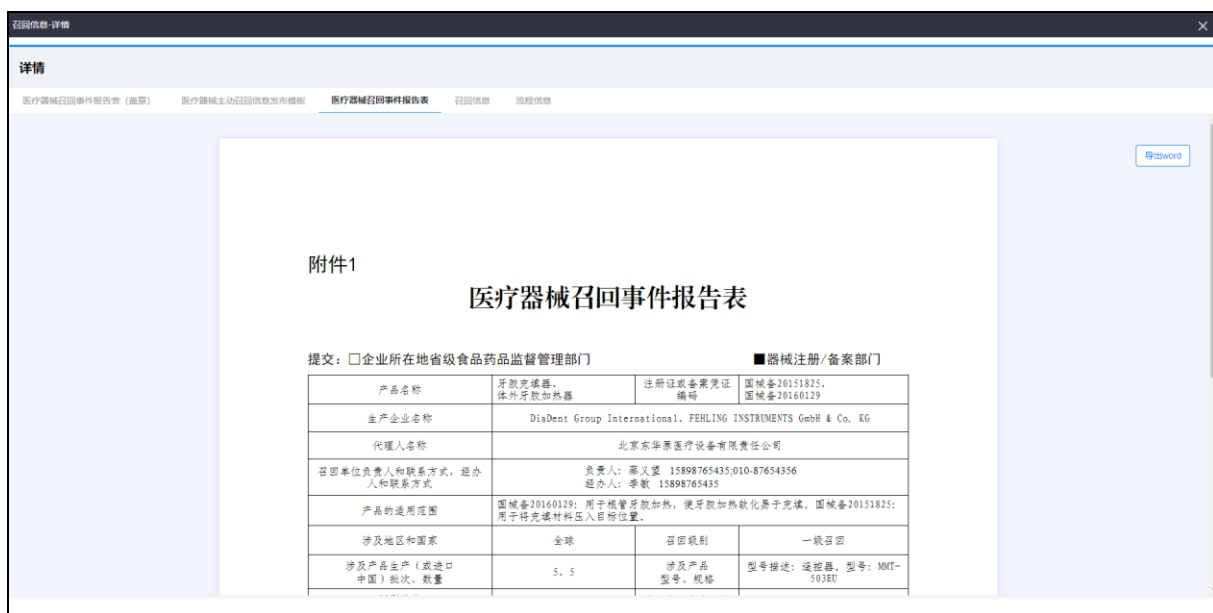 召回信息-详情
×
详情
医疗器械召回事件报告表（盖章） 医疗器械主动召回信息发布模板 医疗器械召回事件报告表 召回信息 流程信息
导出word
附件1
医疗器械召回事件报告表
提交：□企业所在地省级食品药品监督管理部门 ■器械注册/备案部门
产品名称 牙胶充填器、 注册证或备案凭证 国械备20151825、
体外牙胶加热器 编号 国械备20160129
生产企业名称 DiaDent Group International、FEHLING INSTRUMENTS GmbH & Co. KG
代理人名称 北京东华原医疗设备有限责任公司
召回单位负责人和联系方式，经办 负责人：蔡义盟 15898765435;010-87654356
人和联系方式 经办人：李敏 15898765435
产品的适用范围 国械备20160129：用于根管牙胶加热，使牙胶加热软化易于充填。国械备20151825：
用于将充填材料压入目标位置。
涉及地区和国家 全球 召回级别 一级召回
涉及产品生产（或进口 5、5 涉及产品 型号描述：遥控器、型号：MMT-
中国）批次、数量 型号、规格 503EU